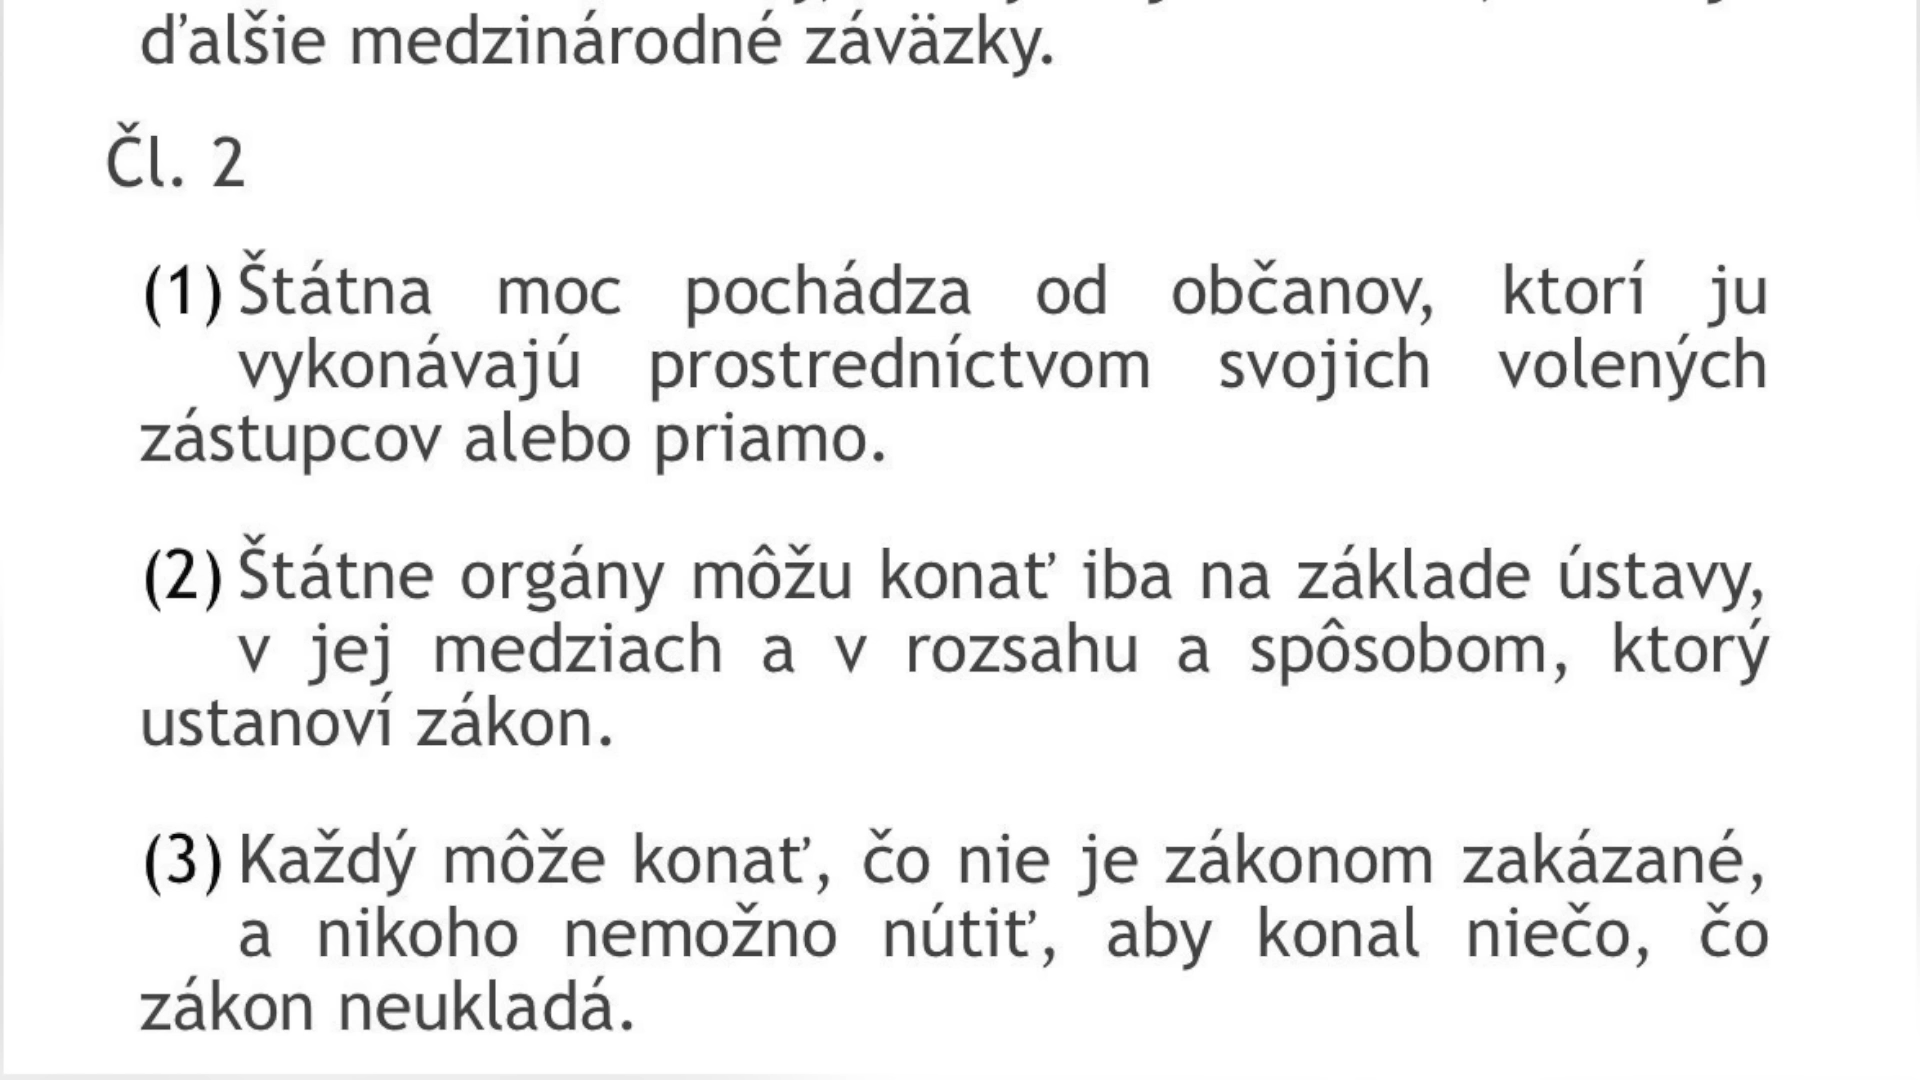 ďalšie medzinárodné záväzky.
Čl. 2
(1) Štátna moc pochádza od občanov, ktorí ju
vykonávajú prostredníctvom svojich volených
zástupcov alebo priamo.
(2) Štátne orgány môžu konať iba na základe ústavy,
v jej medziach a v rozsahu a spôsobom, ktorý
ustanoví zákon.
(3) Každý môže konať, čo nie je zákonom zakázané,
a nikoho nemožno nútiť, aby konal niečo, čo
zákon neukladá.